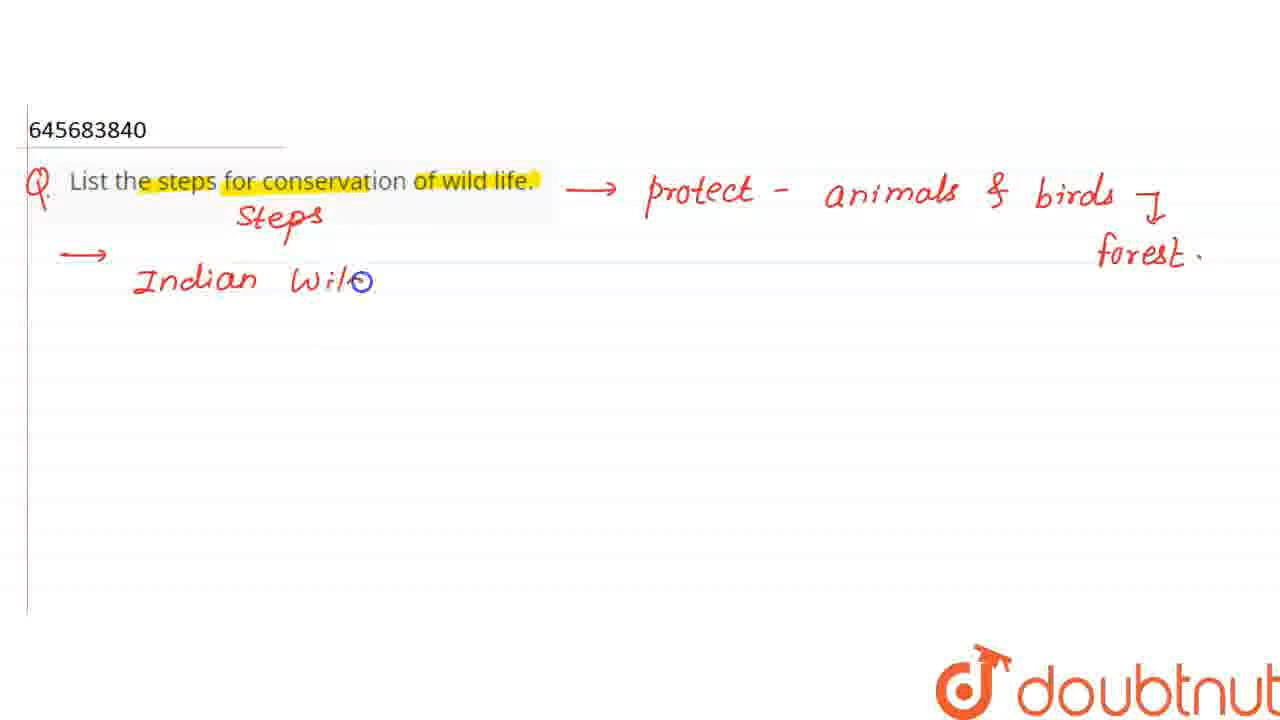 645683840
Q. List the steps for conservation of wild life. → protect - animals & birds
forest.
Steps
→ Indian Wil
doubtnut